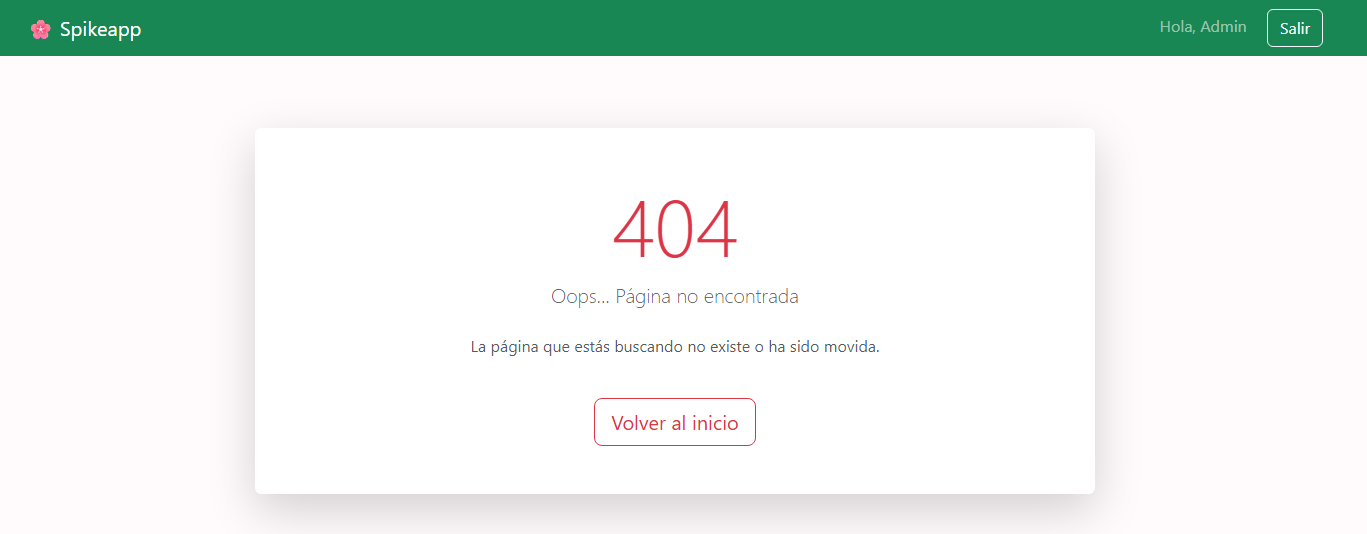 Spikeapp
Hola, Admin
Salir
404
Oops... Página no encontrada
La página que estás buscando no existe o ha sido movida.
Volver al inicio